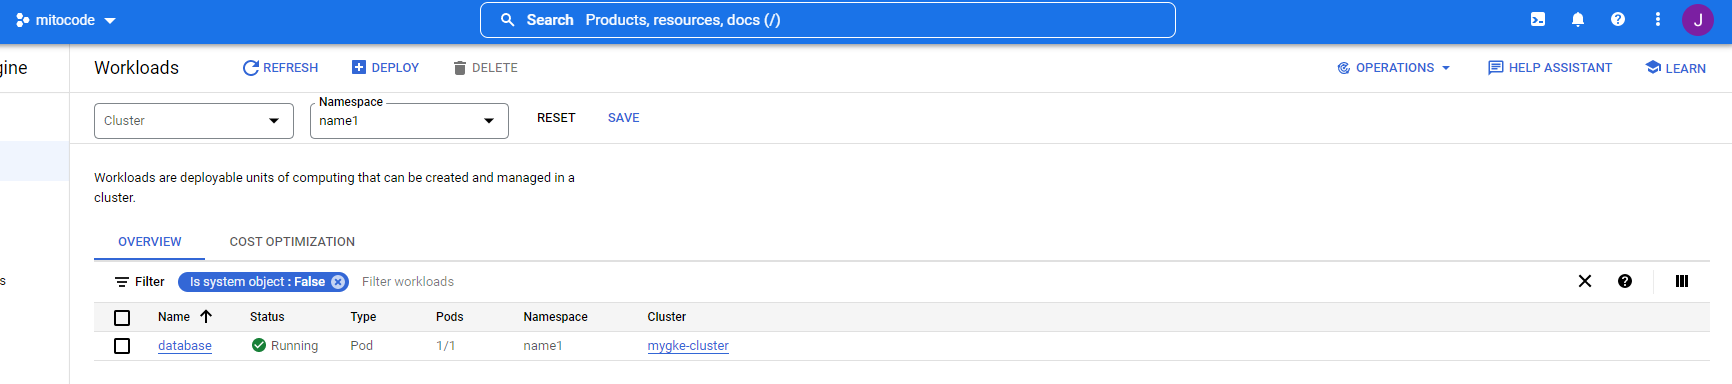 mitocode
Search Products, resources, docs (/)
J
gine
Workloads
REFRESH
DEPLOY
DELETE
OPERATIONS
HELP ASSISTANT
LEARN
Cluster
Namespace
name1
RESET
SAVE
Workloads are deployable units of computing that can be created and managed in a
cluster.
OVERVIEW
COST OPTIMIZATION
s
Filter
Is system object : False
Filter workloads
Name Status Type Pods Namespace Cluster
database Running Pod 1/1 name1 mygke-cluster